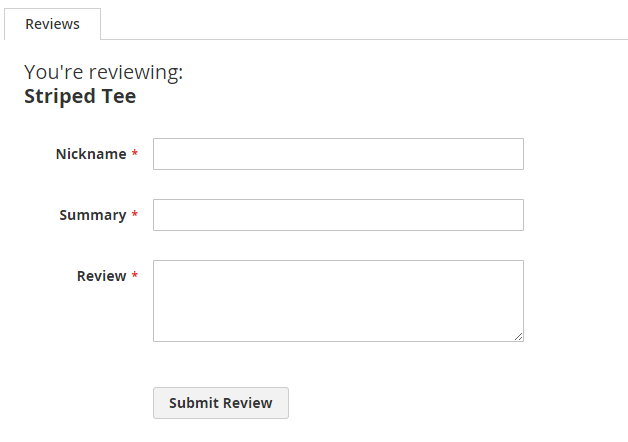 Reviews
You're reviewing:
Striped Tee
Nickname *
Summary *
Review *
Submit Review